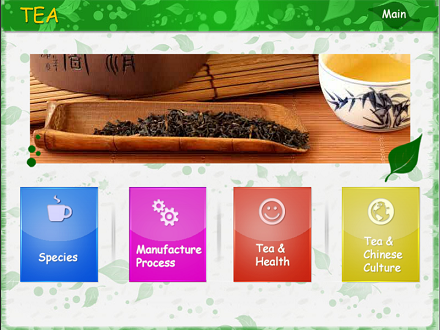 TEA
Main
Species
Manufacture
Process
Tea &
Health
Tea &
Chinese
Culture